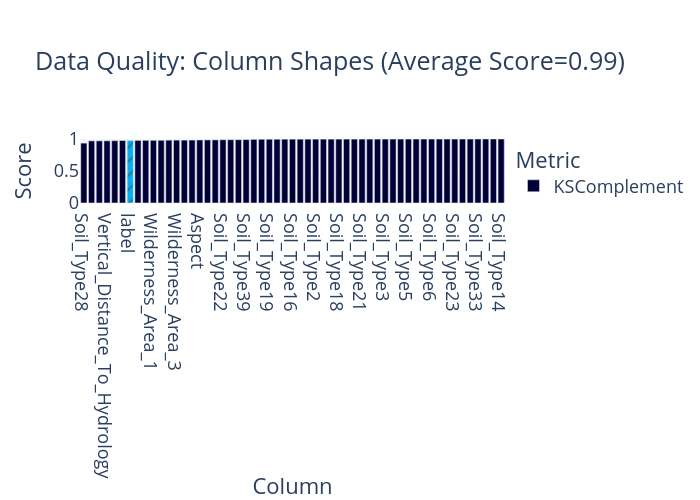 Data Quality: Column Shapes (Average Score=0.99)
Score
1
0.5
0
Soil_Type28
Vertical_Distance_To_Hydrology
label
Wilderness_Area_1
Wilderness_Area_3
Aspect
Soil_Type22
Soil_Type39
Soil_Type19
Soil_Type16
Soil_Type2
Soil_Type18
Soil_Type21
Soil_Type3
Soil_Type5
Soil_Type6
Soil_Type23
Soil_Type33
Soil_Type14
Column
Metric
KSComplement